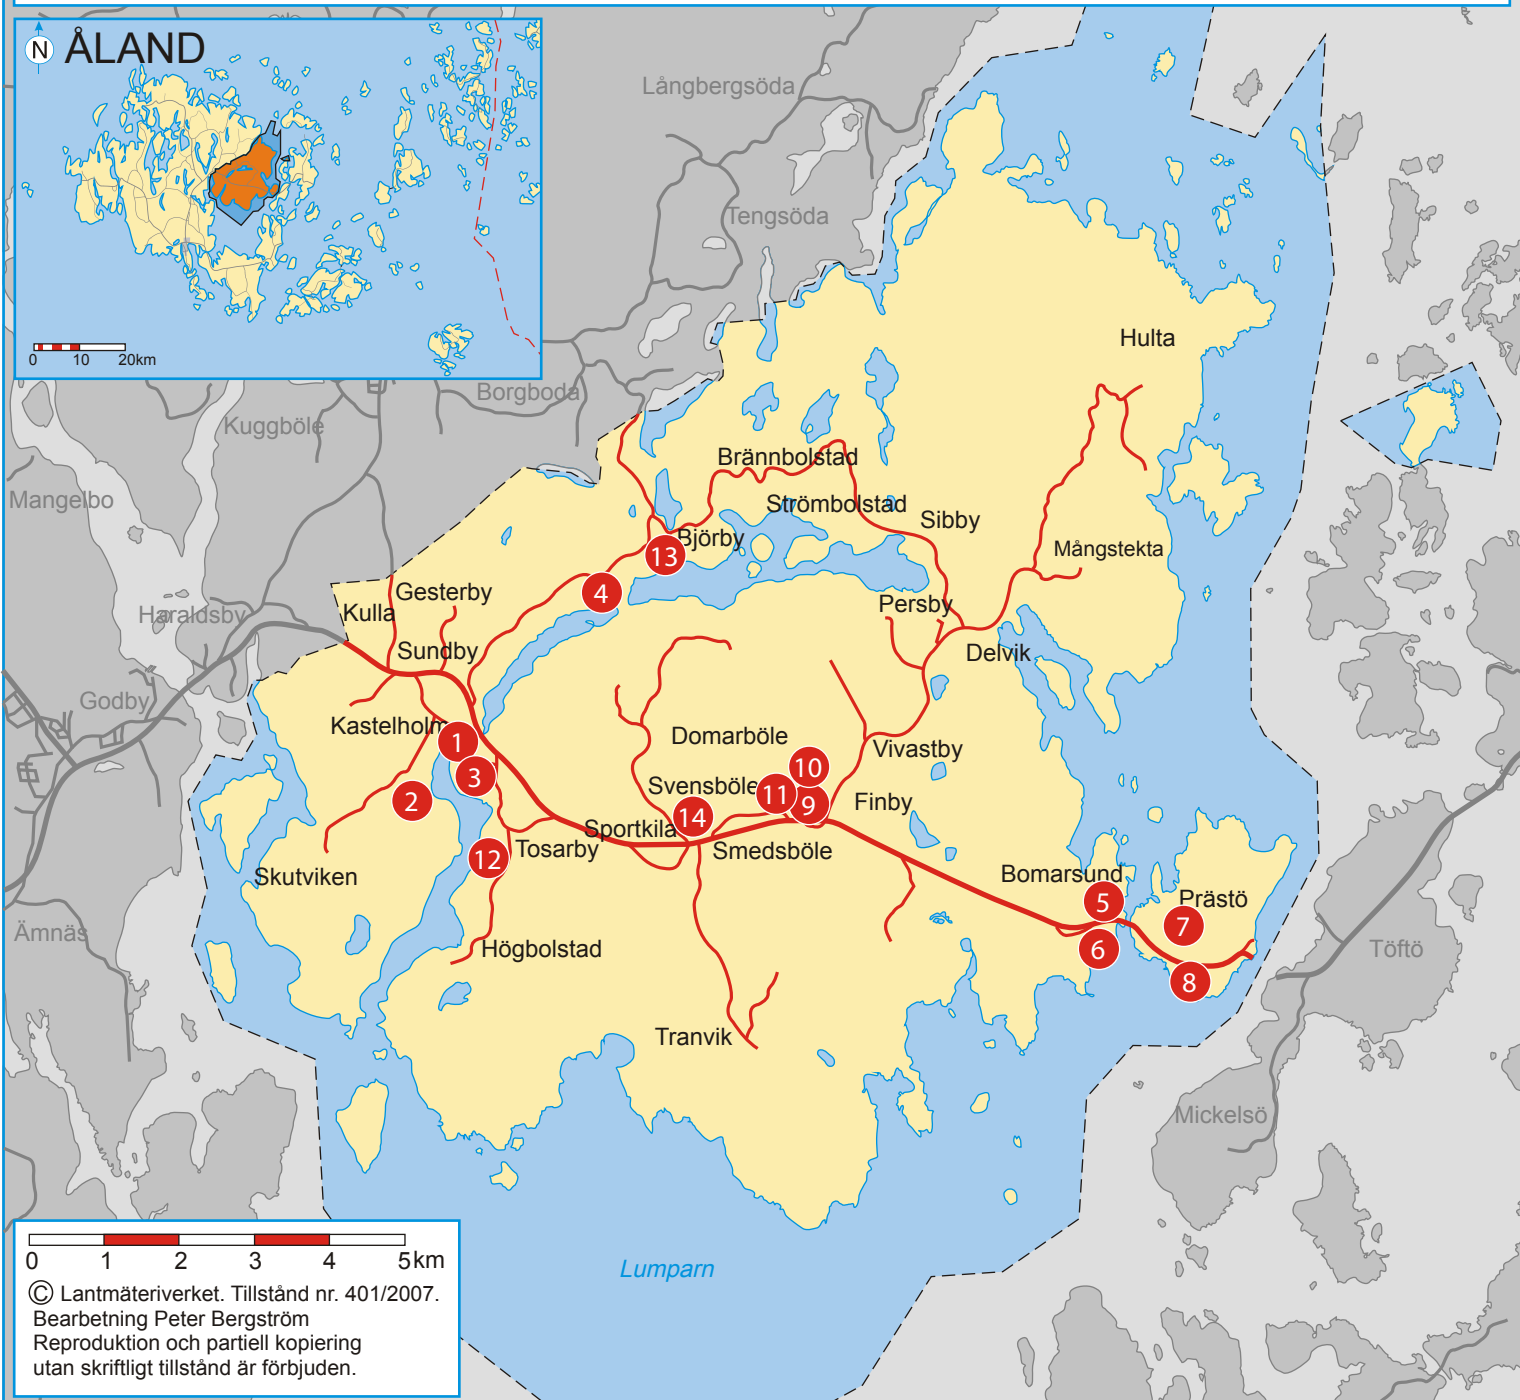 N ÅLAND
0 10 20km
Långbergsöda
Tengsöda
Borgboda
Kuggböle
Mangelbo
Haraldsby
Godby
Ämnäs
Töftö
Mickelsö
Hulta
Brännbolstad
Strömbolstad
Sibby
Björby
13
Mångstekta
4
Gesterby
Kulla
Persby
Sundby
Delvik
Kastelholm
1
Domarböle
Vivastby
10
3
Svensböle
11
9
Finby
2
14
Sportkila
Tosarby
12
Smedsböle
Skutviken
Bomarsund
5
Prästö
7
6
8
Högbolstad
Tranvik
Lumparn
0 1 2 3 4 5km
© Lantmäteriverket. Tillstånd nr. 401/2007.
Bearbetning Peter Bergström
Reproduktion och partiell kopiering
utan skriftligt tillstånd är förbjuden.